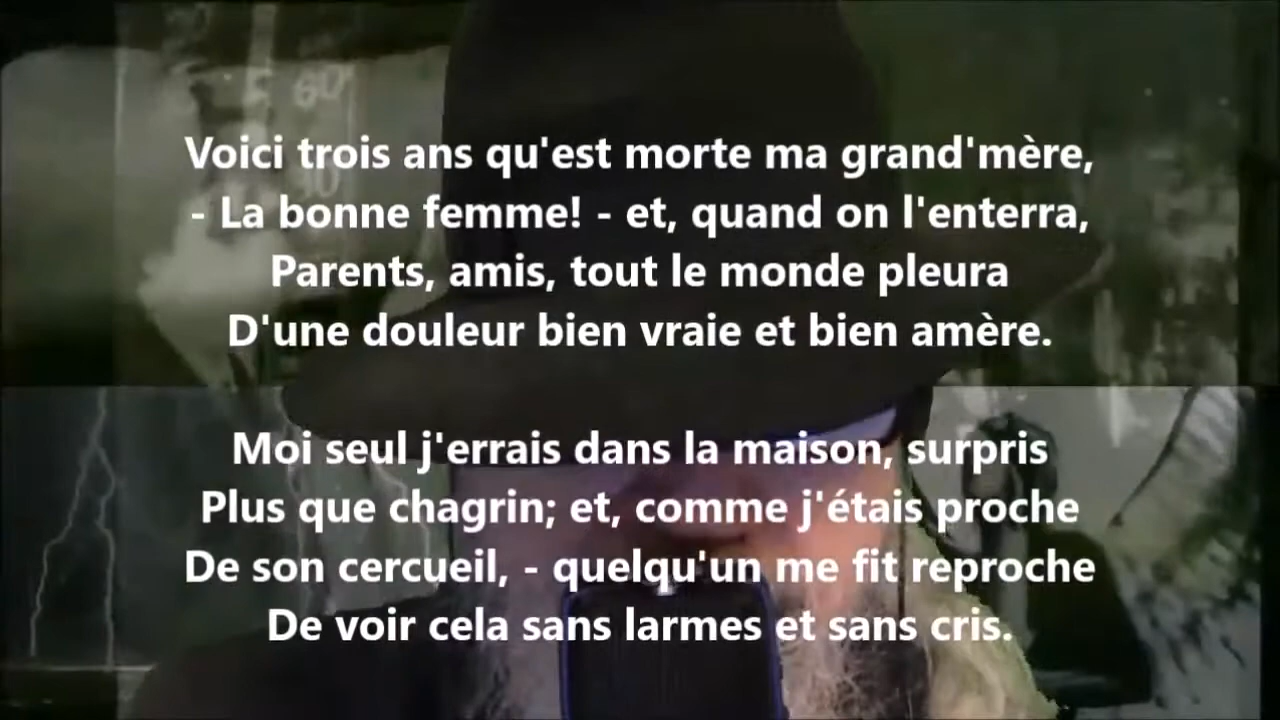 60
Voici trois ans qu'est morte ma grand'mère,
- La bonne femme! - et, quand on l'enterra,
Parents, amis, tout le monde pleura
D'une douleur bien vraie et bien amère.
Moi seul j'errais dans la maison, surpris
Plus que chagrin; et, comme j'étais proche
De son cercueil, - quelqu'un me fit reproche
De voir cela sans larmes et sans cris.